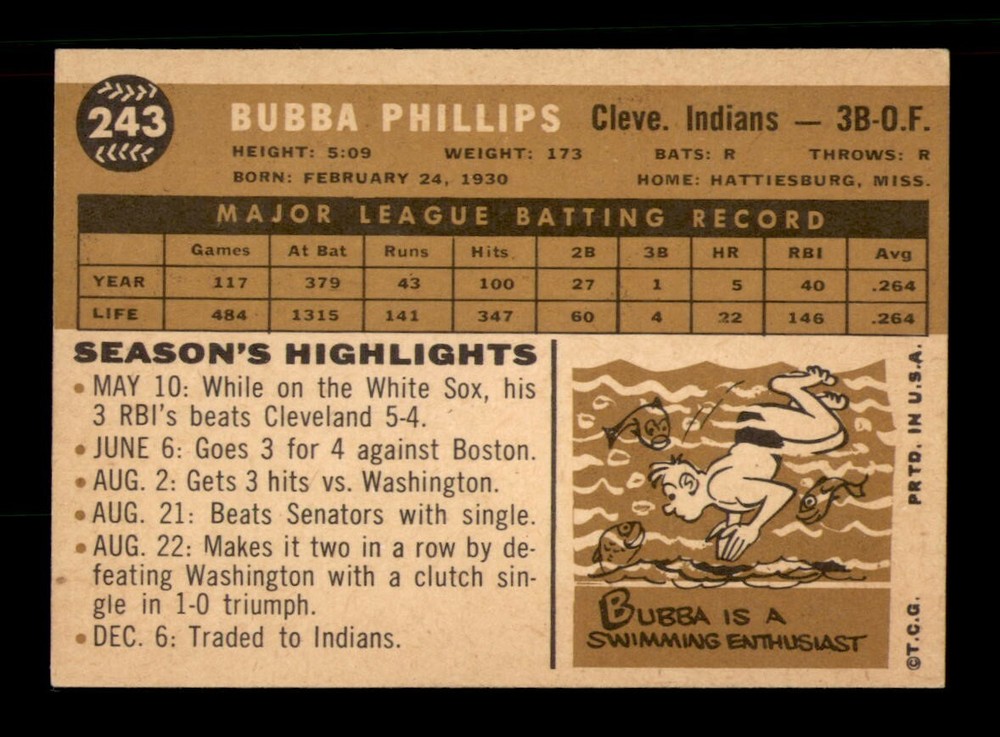 243
BUBBA PHILLIPS Cleve. Indians — 3B-O.F.
HEIGHT: 5:09 WEIGHT: 173 BATS: R THROWS: R
BORN: FEBRUARY 24, 1930 HOME: HATTIESBURG, MISS.
MAJOR LEAGUE BATTING RECORD
Games At Bat Runs Hits 2B 3B HR RBI Avg
YEAR 117 379 43 100 27 1 5 40 .264
LIFE 484 1315 141 347 60 4 22 146 .264
SEASON'S HIGHLIGHTS
• MAY 10: While on the White Sox, his
3 RBI's beats Cleveland 5-4.
• JUNE 6: Goes 3 for 4 against Boston.
• AUG. 2: Gets 3 hits vs. Washington.
• AUG. 21: Beats Senators with single.
• AUG. 22: Makes it two in a row by de-
feating Washington with a clutch sin-
gle in 1-0 triumph.
• DEC. 6: Traded to Indians.
BUBBA IS A
SWIMMING ENTHUSIAST
©T.C.G. PRTD. IN U.S.A.